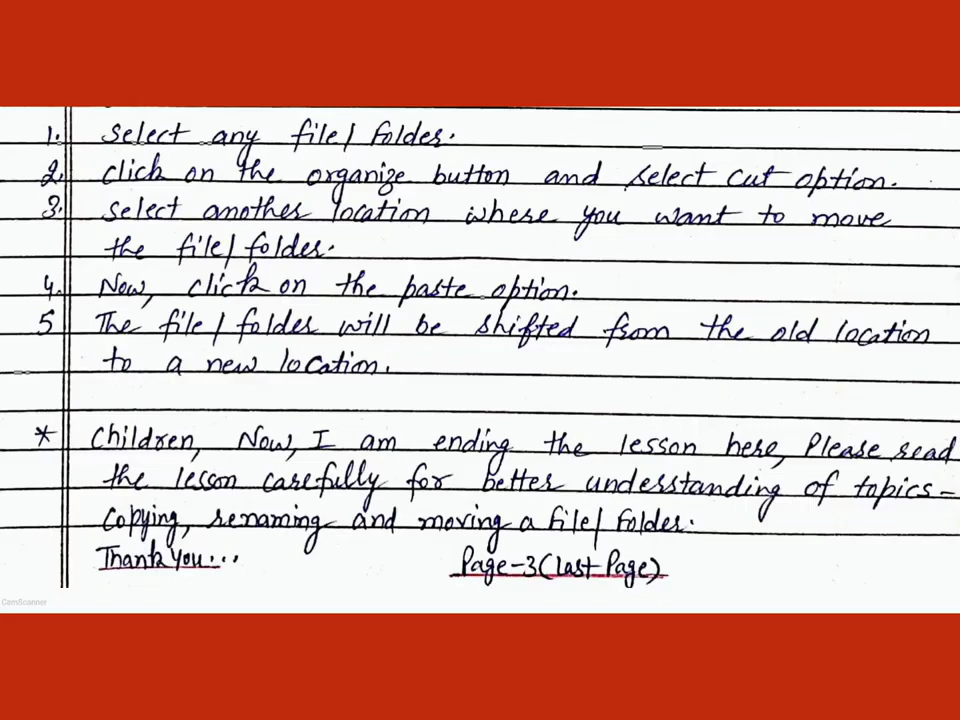 1. Select any file/folder.
2. Click on the organize button and select cut option.
3. Select another location where you want to move
the file/folder.
4. Now, click on the paste option.
5 The file/folder will be shifted from the old location
to a new location.
* Children, Now, I am ending the lesson here, Please read
the lesson carefully for better understanding of topics-
Copying, renaming and moving a file/folder.
Thank you...
Page-3(last Page)
CamScanner